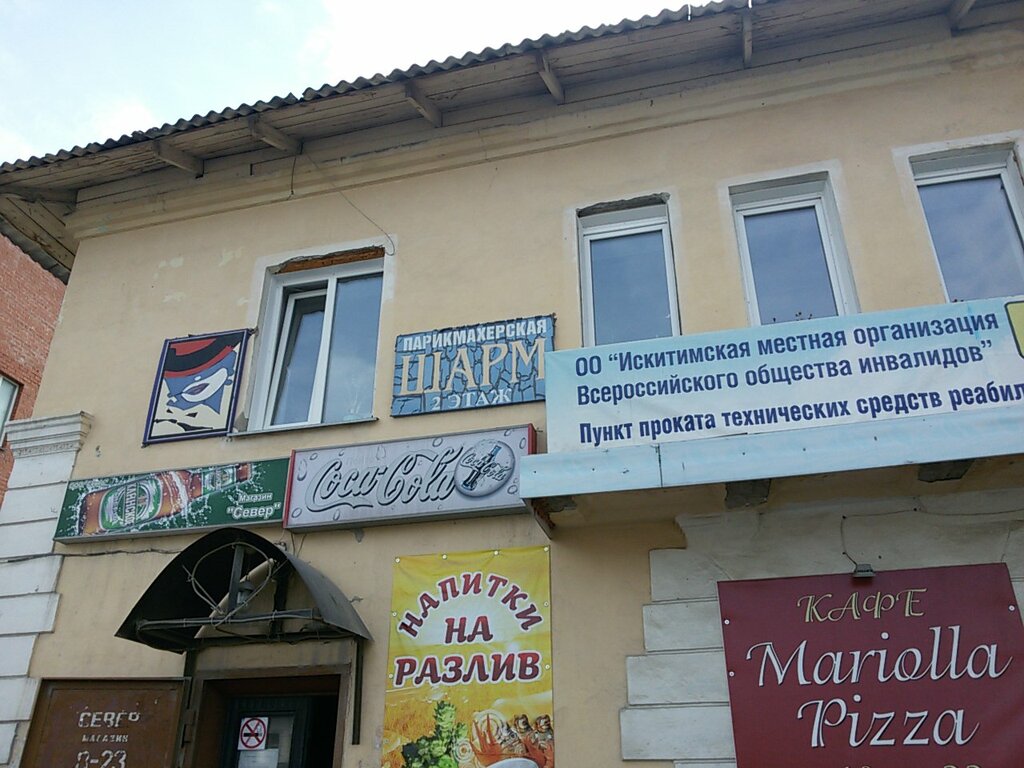 ПАРИКМАХЕРСКАЯ
ШАРМ
2 ЭТАЖ
ОО "Искитимская местная организация
Всероссийского общества инвалидов"
Пункт проката технических средств реабил
Магазин
"Север"
Coca-Cola
Coca-Cola
НАПИТКИ
НА
РАЗЛИВ
КАФЕ
Mariolla
Pizza
СЕВЕР
МАГАЗИН
8-23